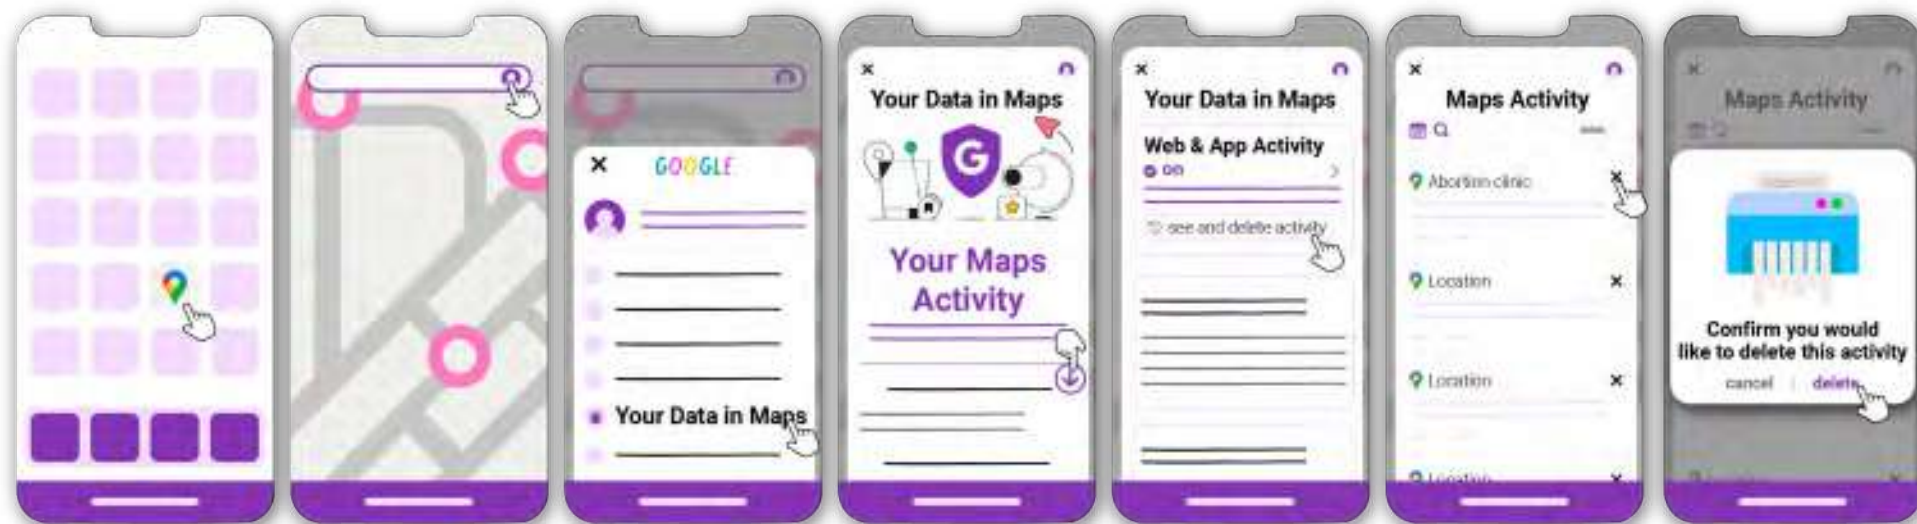 GOOGLE
Your Data in Maps
Your Data in Maps
Your Maps
Activity
Your Data in Maps
Web & App Activity
on
see and delete activity
Maps Activity
Abortion clinic
Location
Location
Location
Maps Activity
Confirm you would
like to delete this activity
cancel | delete